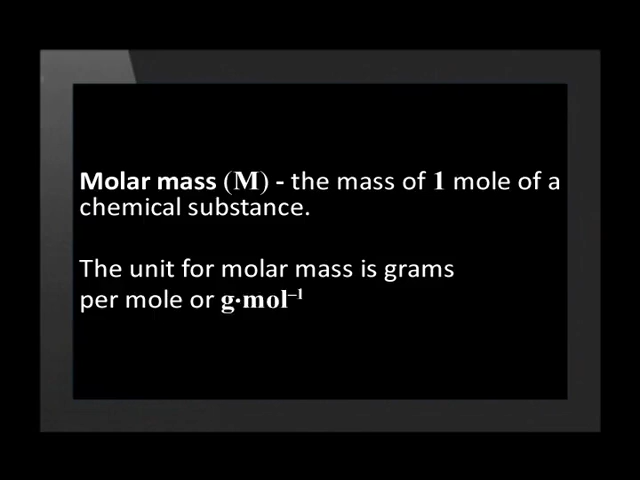 Molar mass (M) - the mass of 1 mole of a
chemical substance.
The unit for molar mass is grams
per mole or g·mol⁻¹